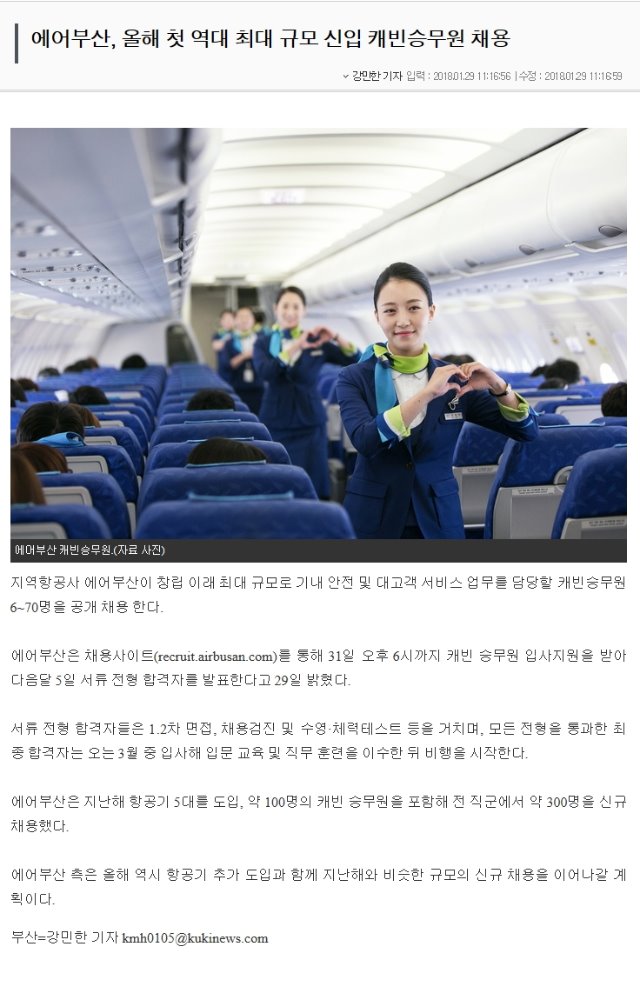 에어부산, 올해 첫 역대 최대 규모 신입 캐빈승무원 채용
강민한 기자 입력 : 2018.01.29 11:16:56 | 수정 : 2018.01.29 11:16:59
에어부산 캐빈승무원.(자료 사진)
지역항공사 에어부산이 창립 이래 최대 규모로 기내 안전 및 대고객 서비스 업무를 담당할 캐빈승무원
6~70명을 공개 채용 한다.
에어부산은 채용사이트(recruit.airbusan.com)를 통해 31일 오후 6시까지 캐빈 승무원 입사지원을 받아
다음달 5일 서류 전형 합격자를 발표한다고 29일 밝혔다.
서류 전형 합격자들은 1.2차 면접, 채용검진 및 수영·체력테스트 등을 거치며, 모든 전형을 통과한 최
종 합격자는 오는 3월 중 입사해 입문 교육 및 직무 훈련을 이수한 뒤 비행을 시작한다.
에어부산은 지난해 항공기 5대를 도입, 약 100명의 캐빈 승무원을 포함해 전 직군에서 약 300명을 신규
채용했다.
에어부산 측은 올해 역시 항공기 추가 도입과 함께 지난해와 비슷한 규모의 신규 채용을 이어나갈 계
획이다.
부산=강민한 기자 kmh0105@kukinews.com